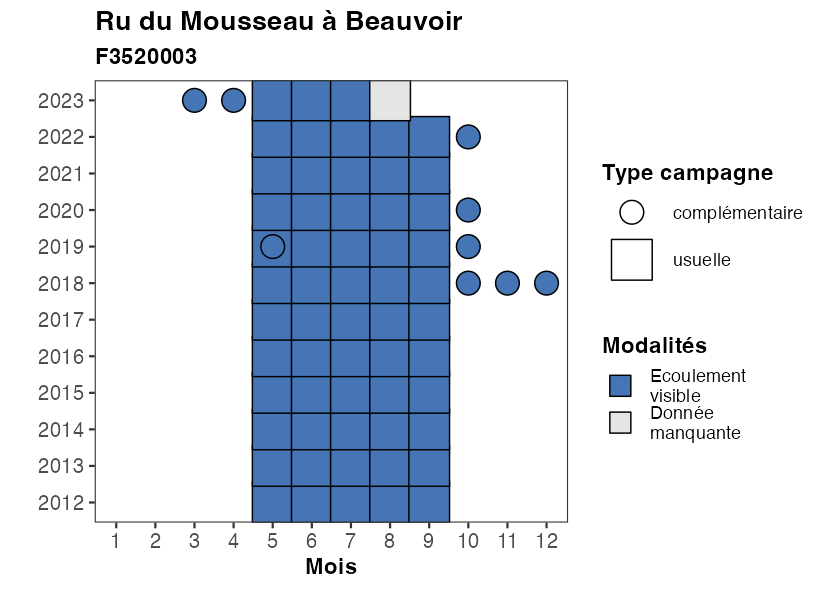 Ru du Mousseau à Beauvoir
F3520003
2023
2022
2021
2020
2019
2018
2017
2016
2015
2014
2013
2012
1 2 3 4 5 6 7 8 9 10 11 12
Mois
Type campagne
complémentaire
usuelle
Modalités
Ecoulement
visible
Donnée
manquante